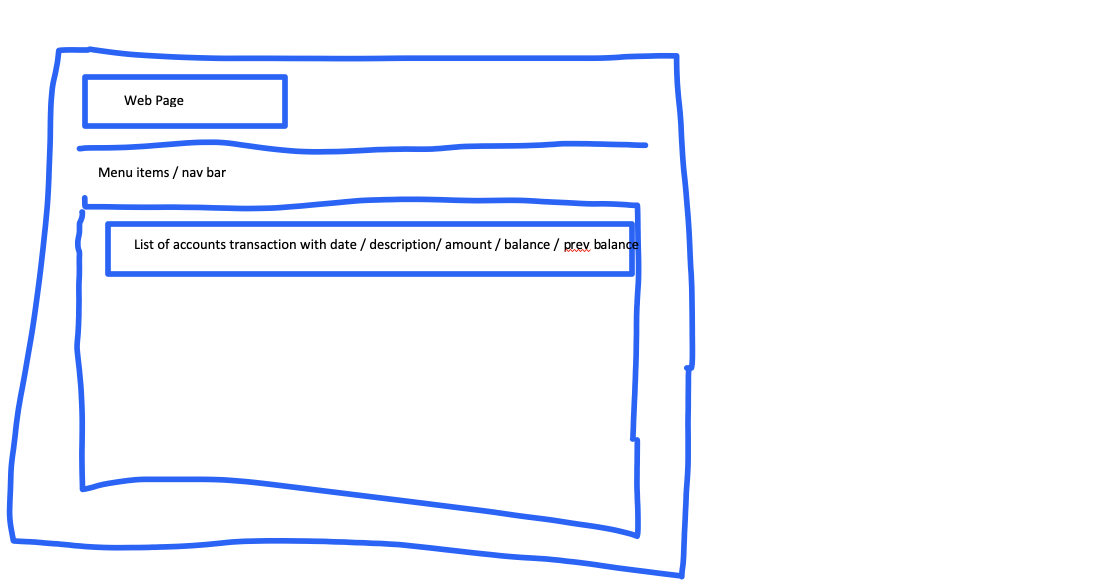 Web Page
Menu items / nav bar
List of accounts transaction with date / description/ amount / balance / prev balance